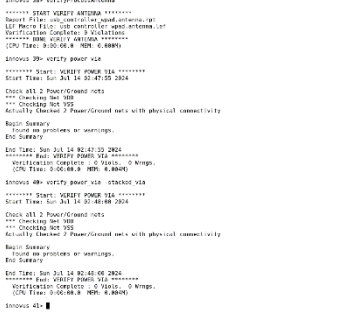 innovus 38> verifyProcessAntenna

******* START VERIFY ANTENNA ********
Report File: usb_controller_wpad.antenna.rpt
LEF Macro File: usb_controller_wpad.antenna.lef
Verification Complete: 0 Violations
******* DONE VERIFY ANTENNA ********
(CPU Time: 0:00:00.0  MEM: 0.000M)

innovus 39> verify_power_via

******** Start: VERIFY POWER VIA ********
Start Time: Sun Jul 14 02:47:55 2024

Check all 2 Power/Ground nets
*** Checking Net VDD
*** Checking Net VSS
Actually Checked 2 Power/Ground nets with physical connectivity

Begin Summary
  Found no problems or warnings.
End Summary

End Time: Sun Jul 14 02:47:55 2024
******** End: VERIFY POWER VIA ********
  Verification Complete : 0 Viols.  0 Wrngs.
  (CPU Time: 0:00:00.0  MEM: 0.004M)

innovus 40> verify_power_via -stacked_via

******** Start: VERIFY POWER VIA ********
Start Time: Sun Jul 14 02:48:00 2024

Check all 2 Power/Ground nets
*** Checking Net VDD
*** Checking Net VSS
Actually Checked 2 Power/Ground nets with physical connectivity

Begin Summary
  Found no problems or warnings.
End Summary

End Time: Sun Jul 14 02:48:00 2024
******** End: VERIFY POWER VIA ********
  Verification Complete : 0 Viols.  0 Wrngs.
  (CPU Time: 0:00:00.0  MEM: 0.004M)

innovus 41>